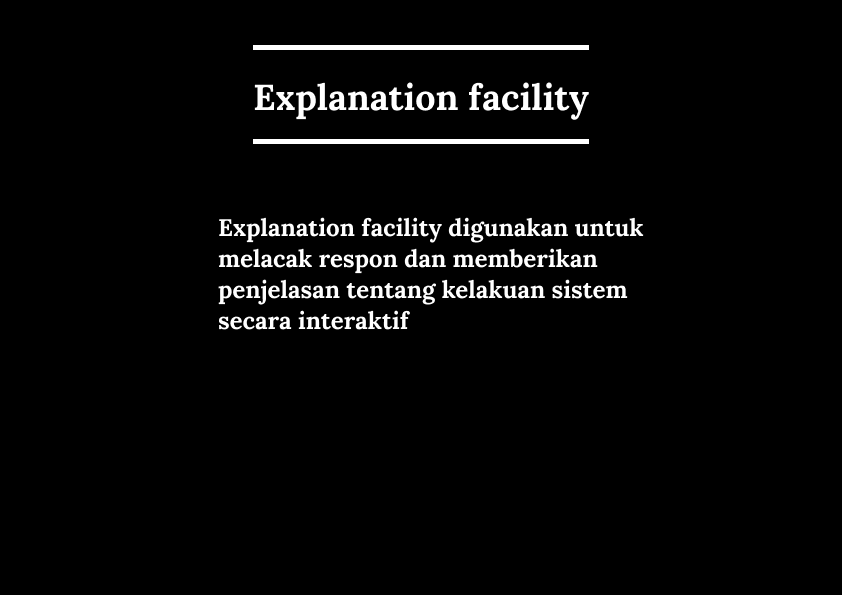 Explanation facility
Explanation facility digunakan untuk
melacak respon dan memberikan
penjelasan tentang kelakuan sistem
secara interaktif